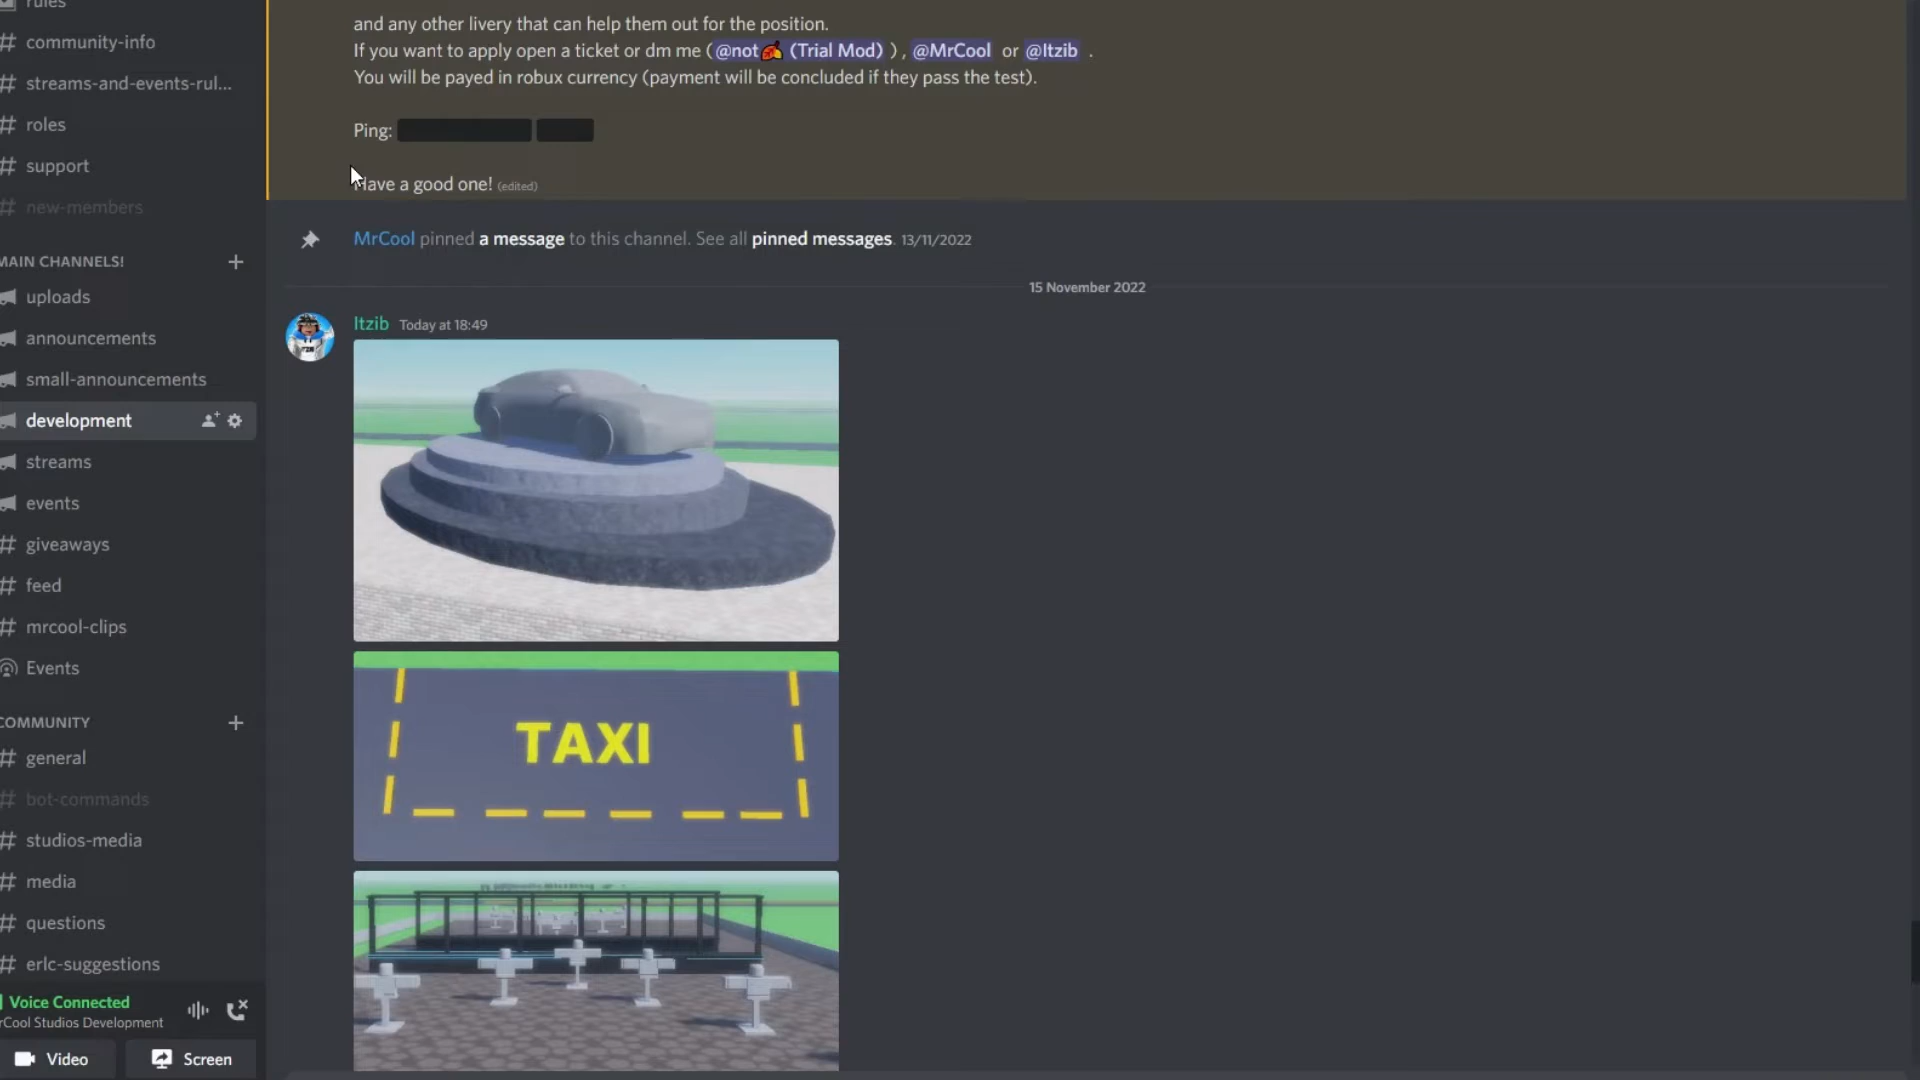 rules
community-info
streams-and-events-rul...
roles
support
new-members
MAIN CHANNELS!
uploads
announcements
small-announcements
development
streams
events
giveaways
feed
mrcool-clips
Events
COMMUNITY
general
bot-commands
studios-media
media
questions
erlc-suggestions
Voice Connected
rCool Studios Development
Video
Screen
and any other livery that can help them out for the position.
If you want to apply open a ticket or dm me ( @not🍂 (Trial Mod) ) , @MrCool or @Itzib .
You will be payed in robux currency (payment will be concluded if they pass the test).
Ping:
Have a good one! (edited)
MrCool pinned a message to this channel. See all pinned messages. 13/11/2022
15 November 2022
Itzib Today at 18:49
TAXI